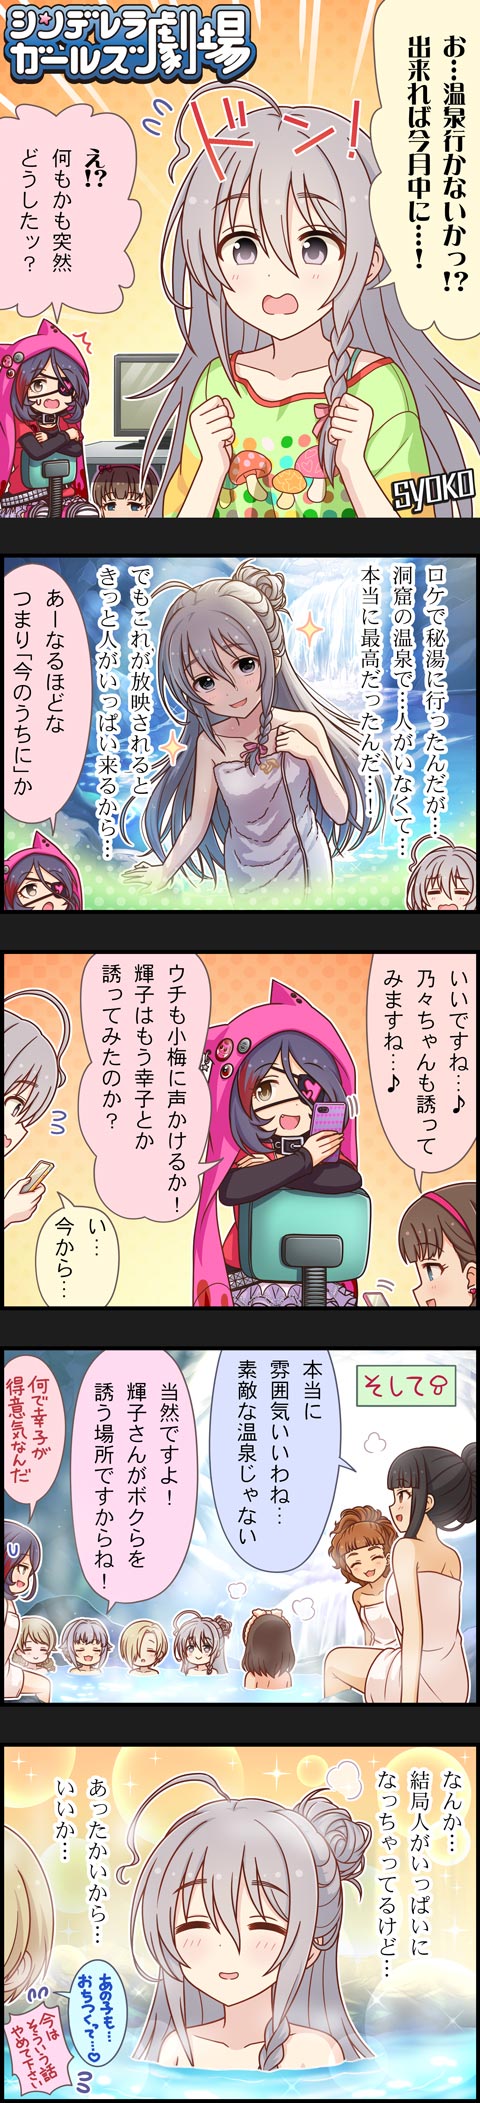 シンデレラ
ガールズ劇場
お…温泉行かないかっ!?
出来れば今月中に…!
ドン!
え!?
何もかも突然
どうしたッ?
SYOKO
ロケで秘湯に行ったんだが…
洞窟の温泉で…人がいなくて…
本当に最高だったんだ…!
でもこれが放映されると
きっと人がいっぱい来るから…
あーなるほどな
つまり「今のうちに」か
いいですね…♪
乃々ちゃんも誘って
みますね…♪
ウチも小梅に声かけるか!
輝子はもう幸子とか
誘ってみたのか?
い…
今から…
そして
本当に
雰囲気いいわね…
素敵な温泉じゃない
当然ですよ!
輝子さんがボクらを
誘う場所ですからね!
何で幸子が
得意気なんだ
なんか…
結局人がいっぱいに
なっちゃってるけど…
あったかいから…
いいか…
あの子も…
おちつくって…♡
今は
そういう話
やめて下さい